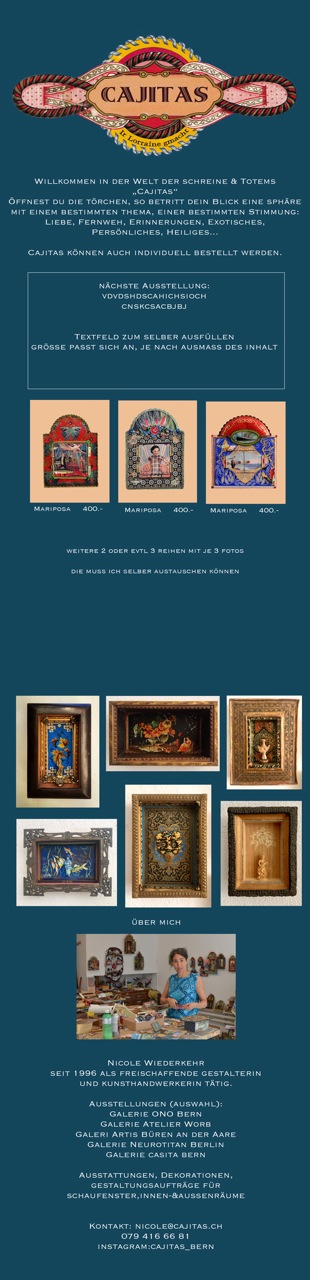 CAJITAS
Ir Lorraine gmacht
Willkommen in der Welt der Schreine & Totems
„Cajitas“
Öffnest du die Törchen, so betritt dein Blick eine Sphäre
mit einem bestimmten Thema, einer bestimmten Stimmung:
Liebe, Fernweh, Erinnerungen, Exotisches,
Persönliches, Heiliges...
Cajitas können auch individuell bestellt werden.
nächste Ausstellung:
vdvdshdscahichsioch
cnskcsacbjbj
Textfeld zum selber ausfüllen
grösse passt sich an, je nach ausmass des inhalt
Mariposa 400.- Mariposa 400.- Mariposa 400.-
weitere 2 oder evtl 3 reihen mit je 3 fotos
die muss ich selber austauschen können
über mich
Nicole Wiederkehr
seit 1996 als freischaffende Gestalterin
und Kunsthandwerkerin tätig.
Ausstellungen (Auswahl):
Galerie ONO Bern
Galerie Atelier Worb
Galeri Artis Büren an der Aare
Galerie Neurotitan Berlin
Galerie casita bern
Ausstattungen, Dekorationen,
Gestaltungsaufträge für
Schaufenster,Innen-&Aussenräume
Kontakt: nicole@cajitas.ch
079 416 66 81
instagram:cajitas_bern